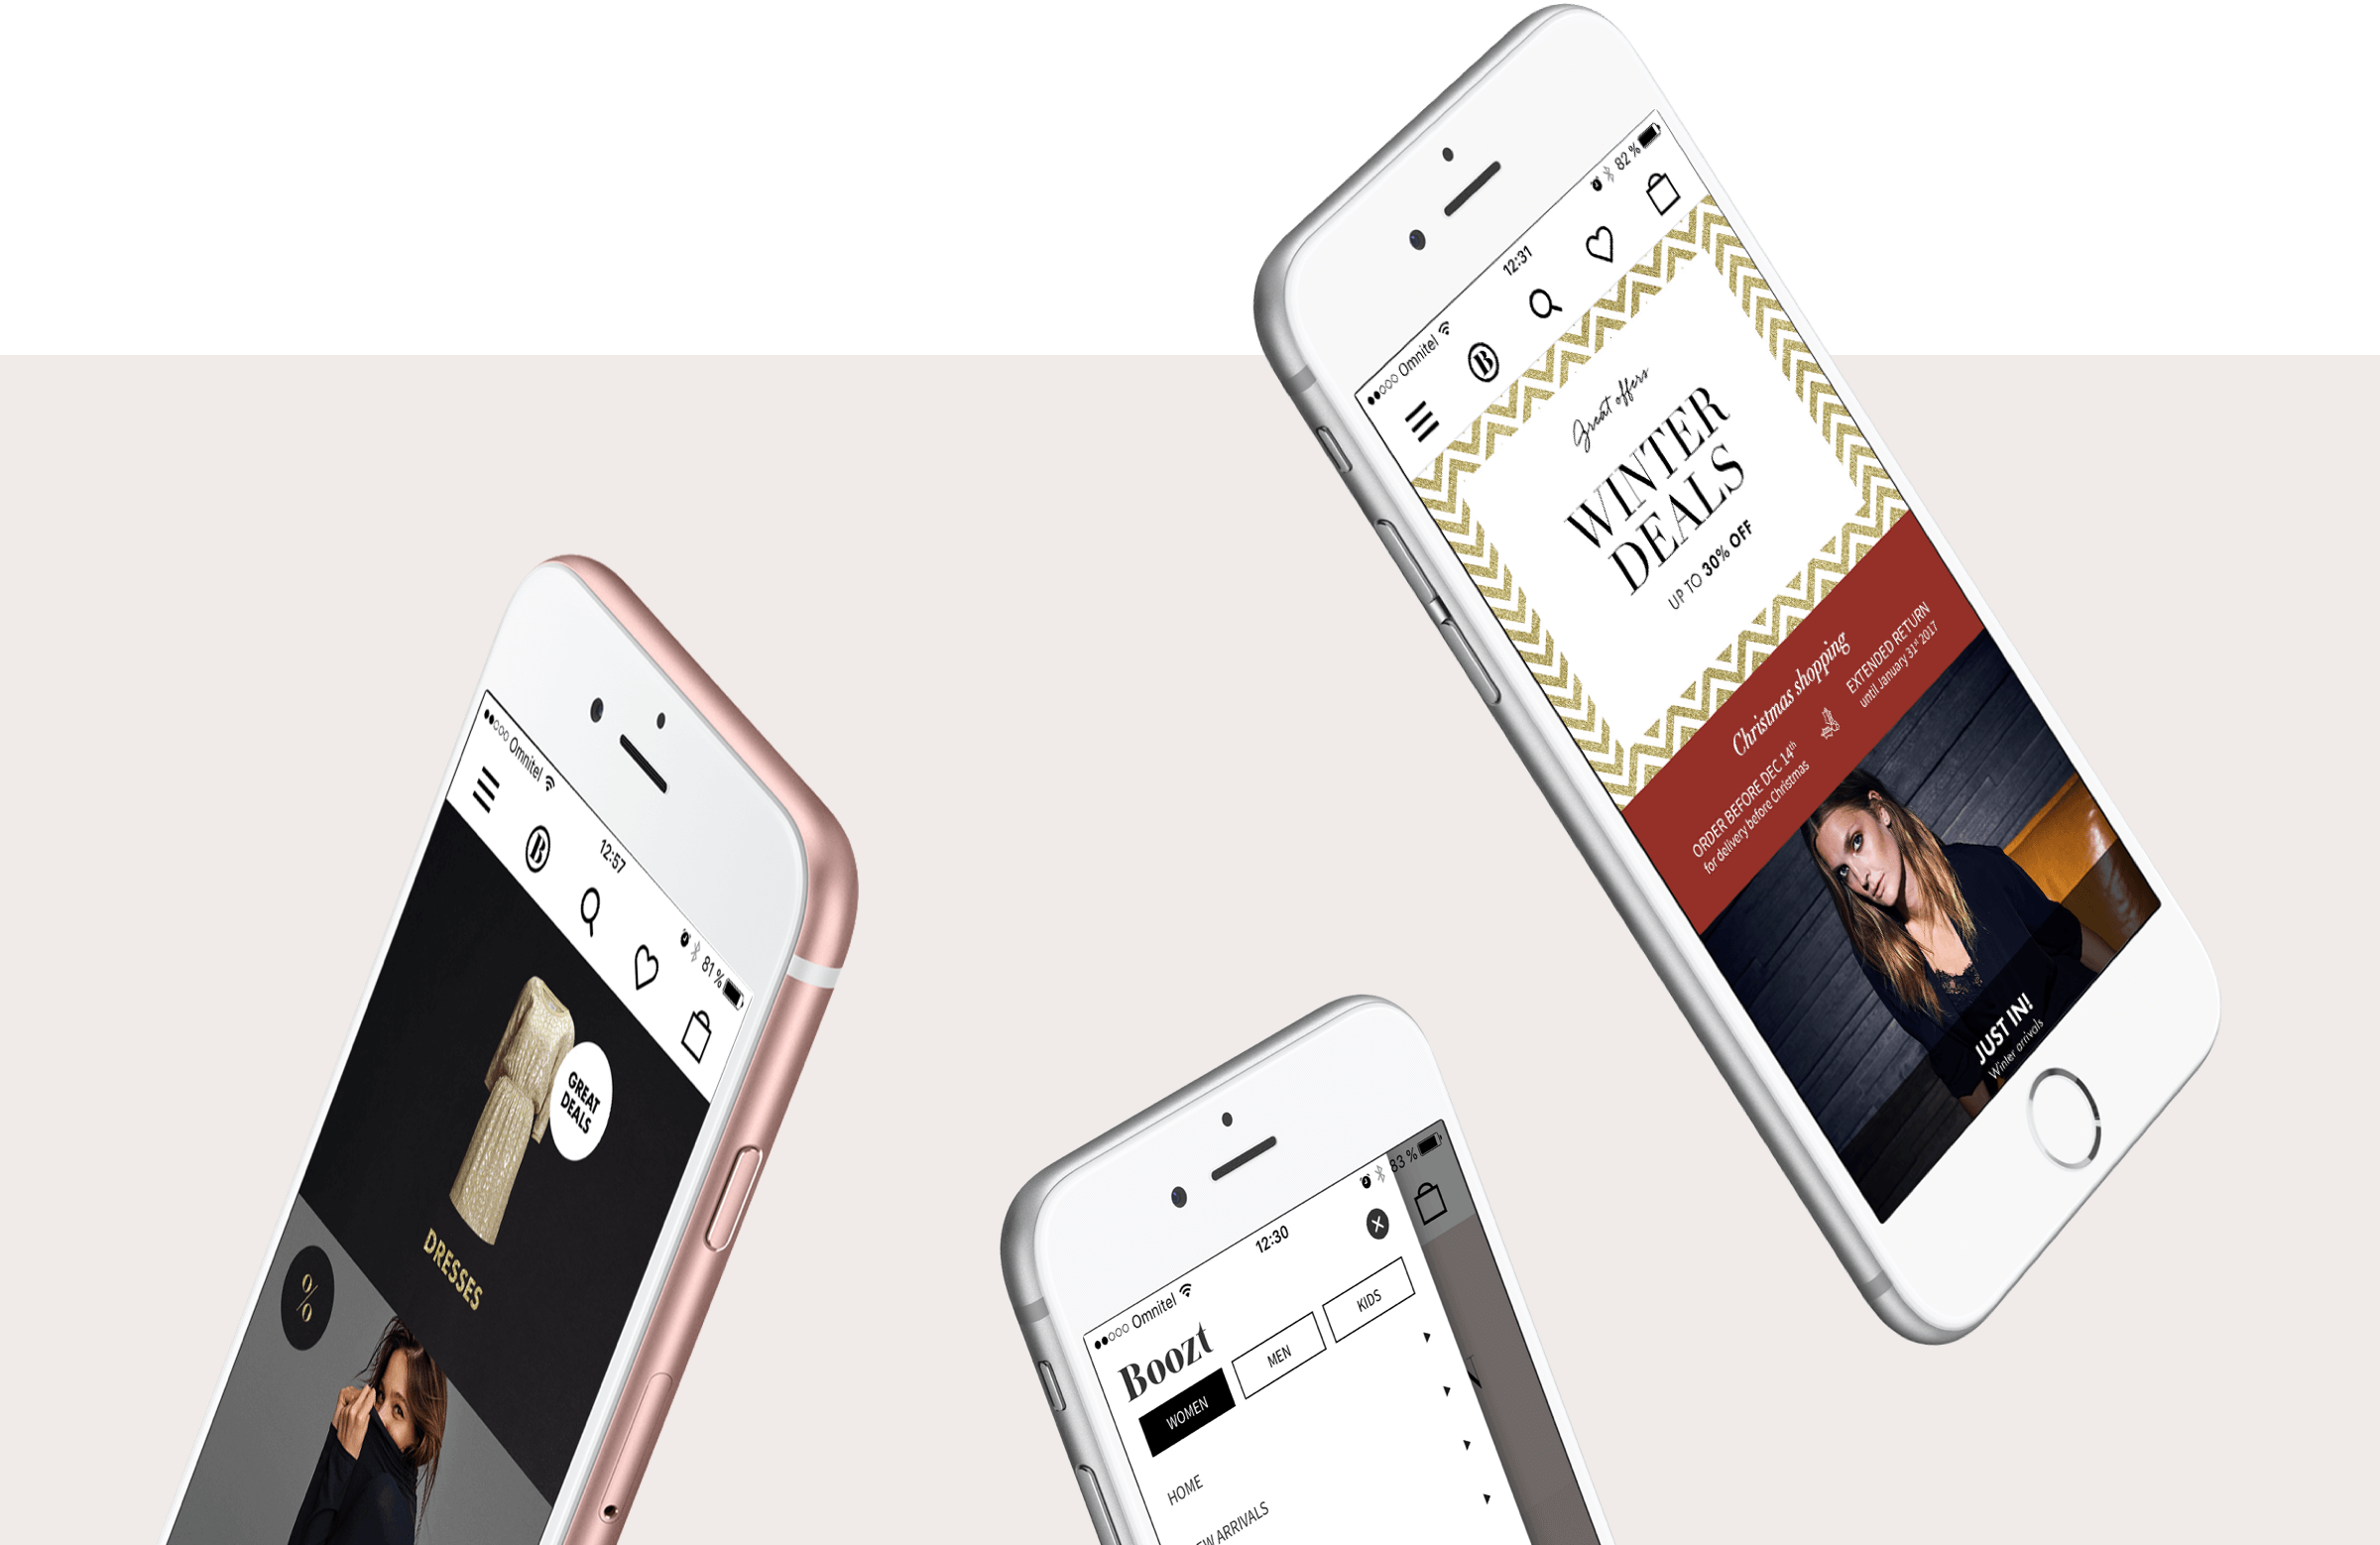 Omnitel
12:57
81 %
B
GREAT
DEALS
DRESSES
%
Omnitel
12:30
83 %
Boozt
WOMEN
MEN
KIDS
HOME
EW ARRIVALS
Omnitel
12:31
82 %
B
Great offers
WINTER
DEALS
UP TO 30% OFF
Christmas shopping
ORDER BEFORE DEC 14th
for delivery before Christmas
EXTENDED RETURN
until January 31st 2017
JUST IN!
Winter arrivals